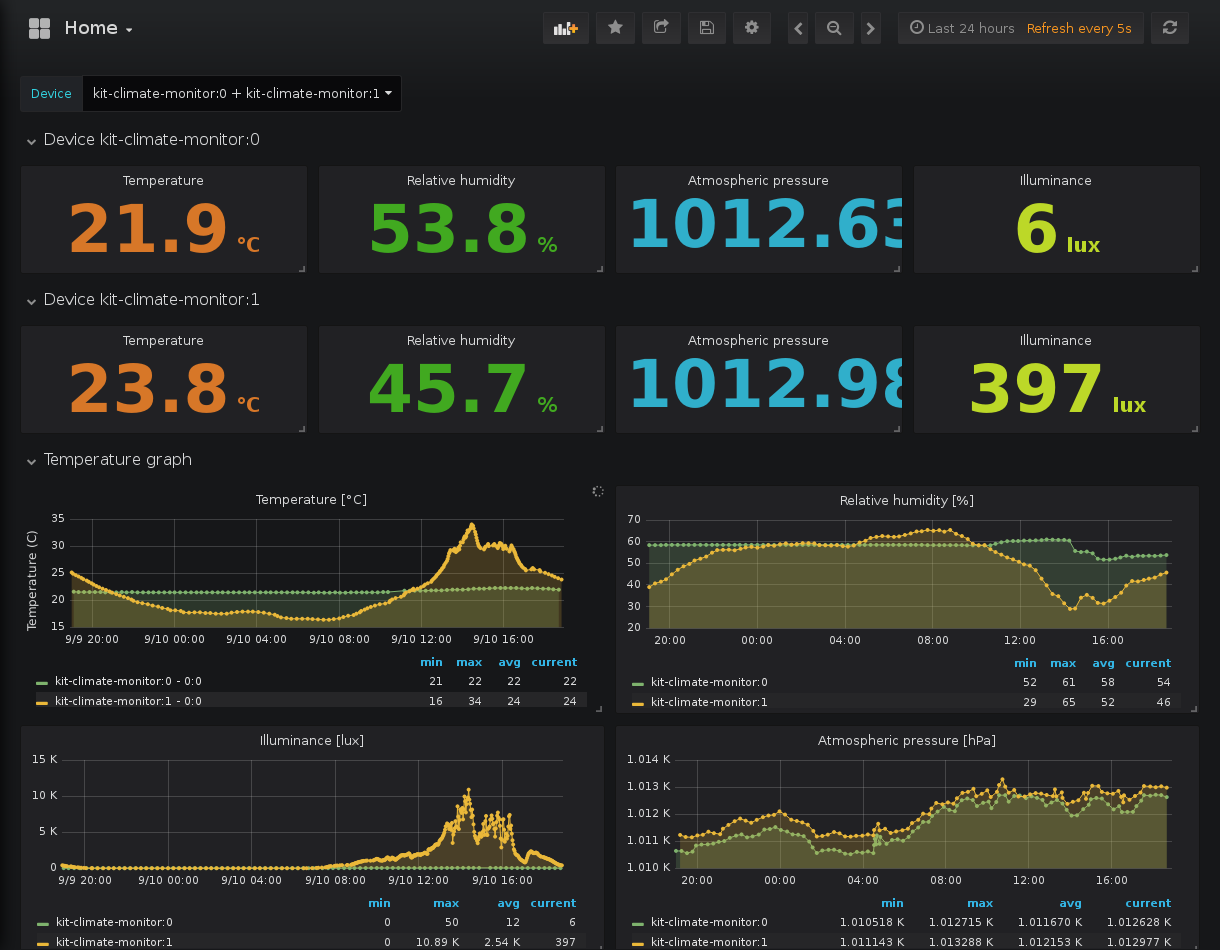 Home
Last 24 hours Refresh every 5s
Device kit-climate-monitor:0 + kit-climate-monitor:1
Device kit-climate-monitor:0
Temperature Relative humidity Atmospheric pressure Illuminance
21.9 °C 53.8 % 1012.63 6 lux
Device kit-climate-monitor:1
Temperature Relative humidity Atmospheric pressure Illuminance
23.8 °C 45.7 % 1012.98 397 lux
Temperature graph
Temperature [°C]
Temperature (C)
35
30
25
20
15
9/9 20:00 9/10 00:00 9/10 04:00 9/10 08:00 9/10 12:00 9/10 16:00
min max avg current
kit-climate-monitor:0 - 0:0 21 22 22 22
kit-climate-monitor:1 - 0:0 16 34 24 24
Relative humidity [%]
70
60
50
40
30
20
20:00 00:00 04:00 08:00 12:00 16:00
min max avg current
kit-climate-monitor:0 52 61 58 54
kit-climate-monitor:1 29 65 52 46
Illuminance [lux]
15 K
10 K
5 K
0
9/9 20:00 9/10 00:00 9/10 04:00 9/10 08:00 9/10 12:00 9/10 16:00
min max avg current
kit-climate-monitor:0 0 50 12 6
kit-climate-monitor:1 0 10.89 K 2.54 K 397
Atmospheric pressure [hPa]
1.014 K
1.013 K
1.012 K
1.011 K
1.010 K
20:00 00:00 04:00 08:00 12:00 16:00
min max avg current
kit-climate-monitor:0 1.010518 K 1.012715 K 1.011670 K 1.012628 K
kit-climate-monitor:1 1.011143 K 1.013288 K 1.012153 K 1.012977 K